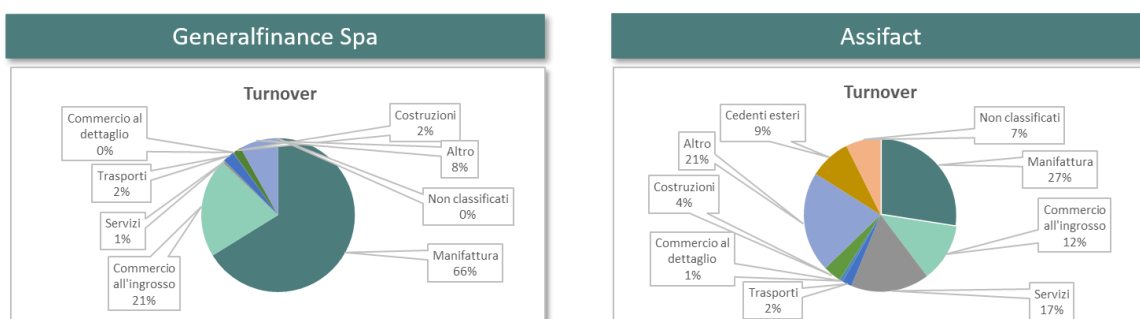 Generalfinance Spa
Turnover
Commercio al
dettaglio
0%
Costruzioni
2%
Altro
8%
Trasporti
2%
Non classificati
0%
Servizi
1%
Manifattura
66%
Commercio
all'ingrosso
21%
Assifact
Turnover
Cedenti esteri
9%
Non classificati
7%
Altro
21%
Manifattura
27%
Costruzioni
4%
Commercio
all'ingrosso
12%
Commercio al
dettaglio
1%
Trasporti
2%
Servizi
17%